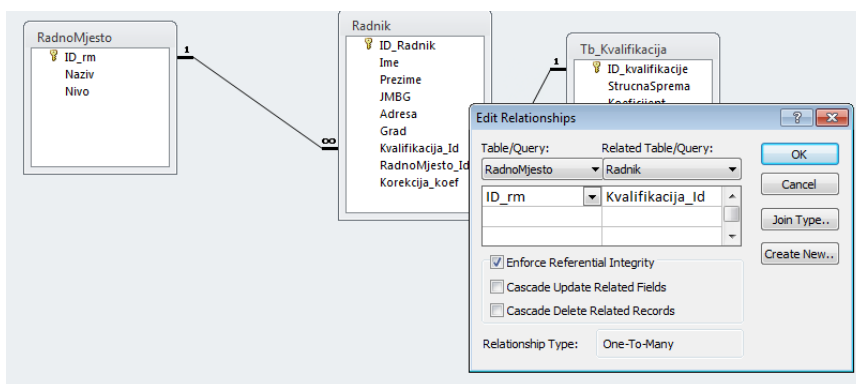 RadnoMjesto
ID_rm
Naziv
Nivo
1
∞
Radnik
ID_Radnik
Ime
Prezime
JMBG
Adresa
Grad
Kvalifikacija_Id
RadnoMjesto_Id
Korekcija_koef
1
Tb_Kvalifikacija
ID_kvalifikacije
StrucnaSprema
Koeficijent
Edit Relationships
?
Table/Query: Related Table/Query:
RadnoMjesto Radnik
ID_rm Kvalifikacija_Id
Enforce Referential Integrity
Cascade Update Related Fields
Cascade Delete Related Records
Relationship Type: One-To-Many
OK
Cancel
Join Type..
Create New..